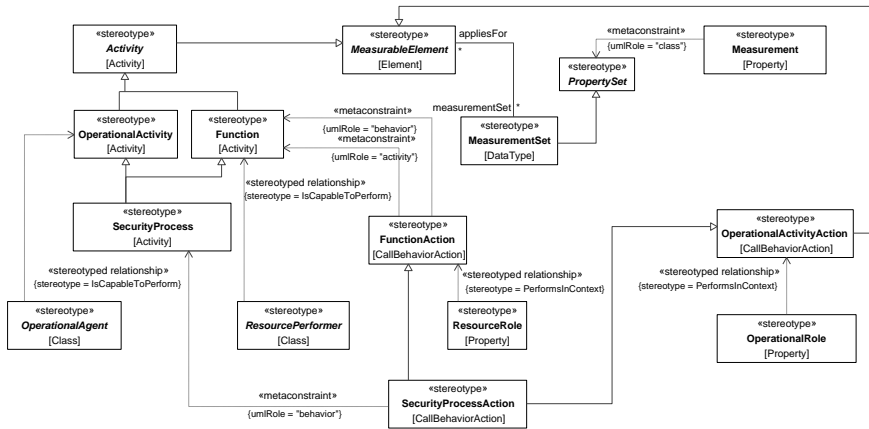 «stereotype»
Activity
[Activity]
«stereotype»
MeasurableElement
[Element]
appliesFor
*
«metaconstraint»
{umlRole = "class"}
«stereotype»
Measurement
[Property]
«stereotype»
PropertySet
measurementSet *
«stereotype»
MeasurementSet
[DataType]
«stereotype»
OperationalActivity
[Activity]
«stereotype»
Function
[Activity]
«metaconstraint»
{umlRole = "behavior"}
«metaconstraint»
{umlRole = "activity"}
«stereotyped relationship»
{stereotype = IsCapableToPerform}
«stereotype»
SecurityProcess
[Activity]
«stereotype»
FunctionAction
[CallBehaviorAction]
«stereotype»
OperationalActivityAction
[CallBehaviorAction]
«stereotyped relationship»
{stereotype = IsCapableToPerform}
«stereotyped relationship»
{stereotype = PerformsInContext}
«stereotyped relationship»
{stereotype = PerformsInContext}
«stereotype»
OperationalAgent
[Class]
«stereotype»
ResourcePerformer
[Class]
«stereotype»
ResourceRole
[Property]
«stereotype»
OperationalRole
[Property]
«metaconstraint»
{umlRole = "behavior"}
«stereotype»
SecurityProcessAction
[CallBehaviorAction]